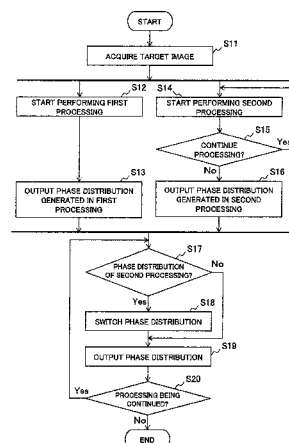 START
S11
ACQUIRE TARGET IMAGE
S12
START PERFORMING FIRST
PROCESSING
S14
START PERFORMING SECOND
PROCESSING
S15
CONTINUE
PROCESSING?
Yes
No
S13
OUTPUT PHASE DISTRIBUTION
GENERATED IN FIRST
PROCESSING
S16
OUTPUT PHASE DISTRIBUTION
GENERATED IN SECOND
PROCESSING
S17
PHASE DISTRIBUTION
OF SECOND PROCESSING?
No
Yes
S18
SWITCH PHASE DISTRIBUTION
S19
OUTPUT PHASE DISTRIBUTION
S20
Yes
PROCESSING BEING
CONTINUED?
No
END